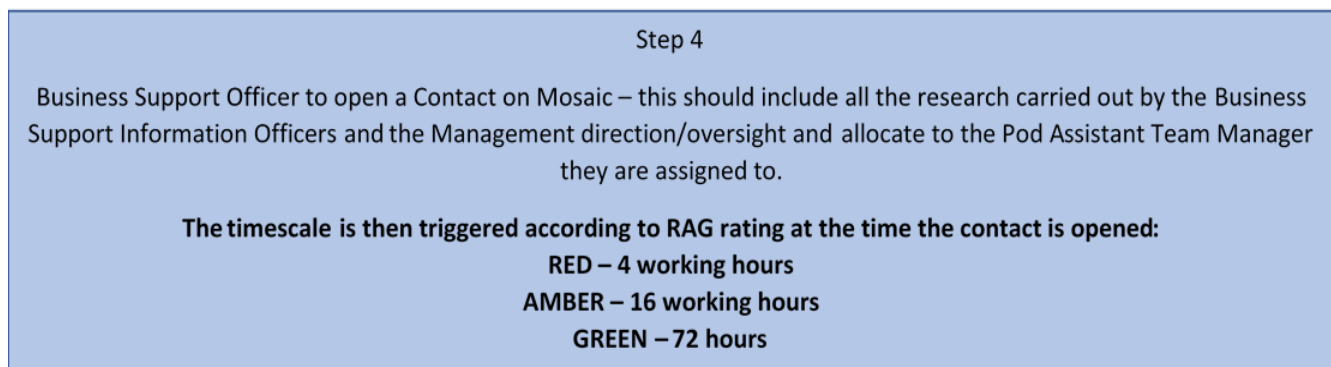 Step 4
Business Support Officer to open a Contact on Mosaic – this should include all the research carried out by the Business
Support Information Officers and the Management direction/oversight and allocate to the Pod Assistant Team Manager
they are assigned to.
The timescale is then triggered according to RAG rating at the time the contact is opened:
RED – 4 working hours
AMBER – 16 working hours
GREEN – 72 hours